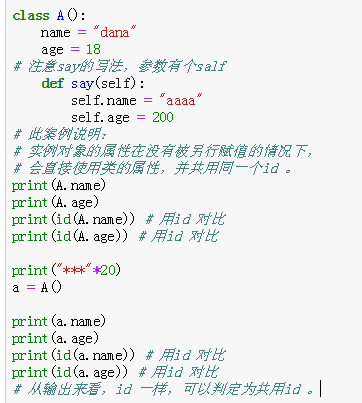 class A():
    name = "dana"
    age = 18
# 注意say的写法，参数有个salf
    def say(self):
        self.name = "aaaa"
        self.age = 200
# 此案例说明：
# 实例对象的属性在没有被另行赋值的情况下，
# 会直接使用类的属性，并共用同一个id 。
print(A.name)
print(A.age)
print(id(A.name)) # 用id 对比
print(id(A.age)) # 用id 对比
print("***"*20)
a = A()
print(a.name)
print(a.age)
print(id(a.name)) # 用id 对比
print(id(a.age)) # 用id 对比
# 从输出来看，id 一样，可以判定为共用id 。